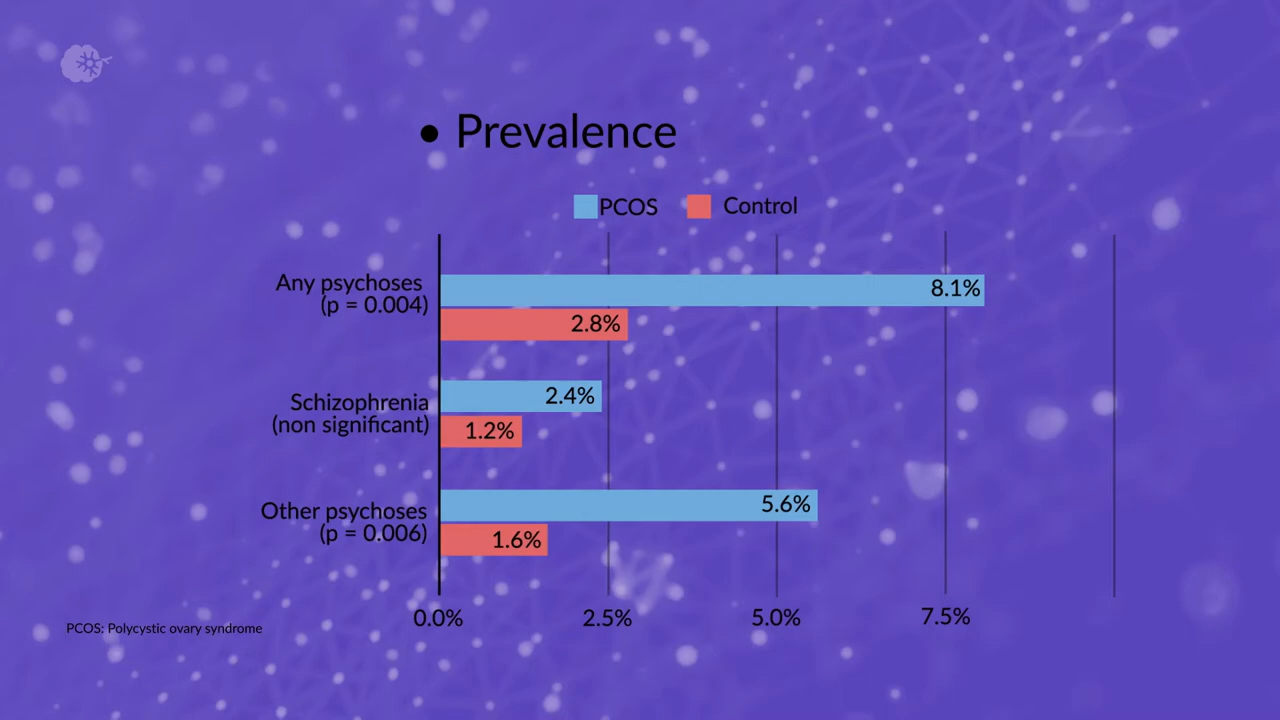 • Prevalence
PCOS Control
Any psychoses
(p = 0.004)
8.1%
2.8%
Schizophrenia
(non significant)
2.4%
1.2%
Other psychoses
(p = 0.006)
5.6%
1.6%
0.0% 2.5% 5.0% 7.5%
PCOS: Polycystic ovary syndrome